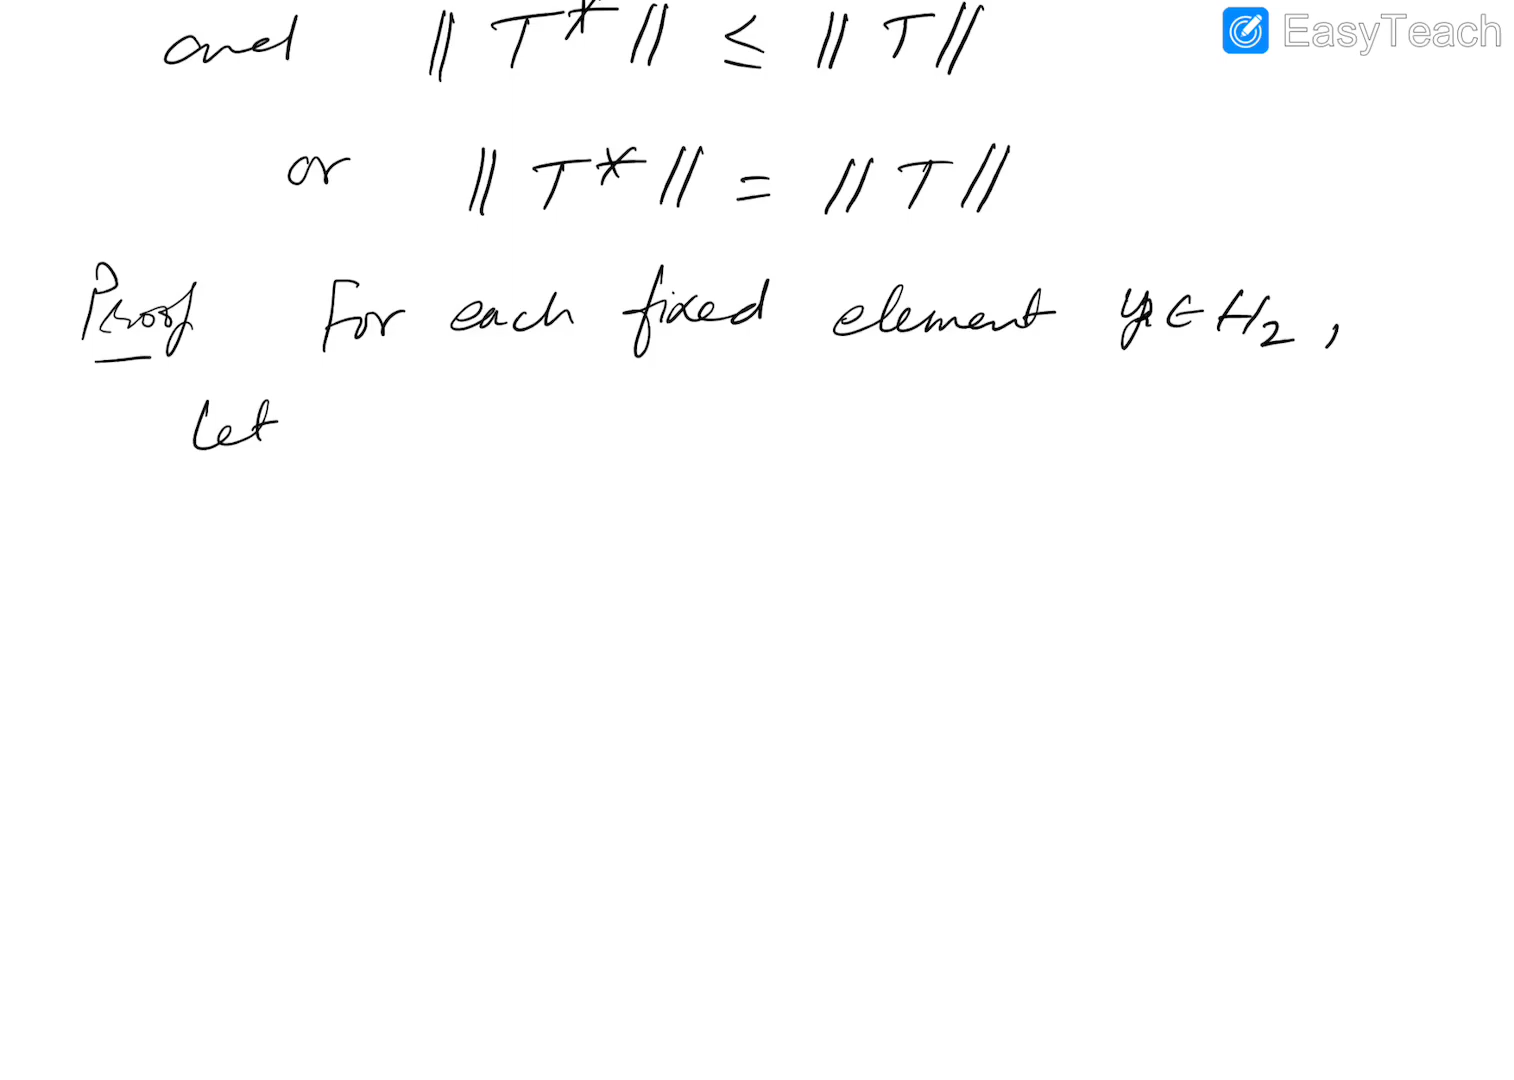 EasyTeach
and || T* || ≤ || T ||
or || T* || = || T ||
Proof For each fixed element y ∈ H₂ ,
Let